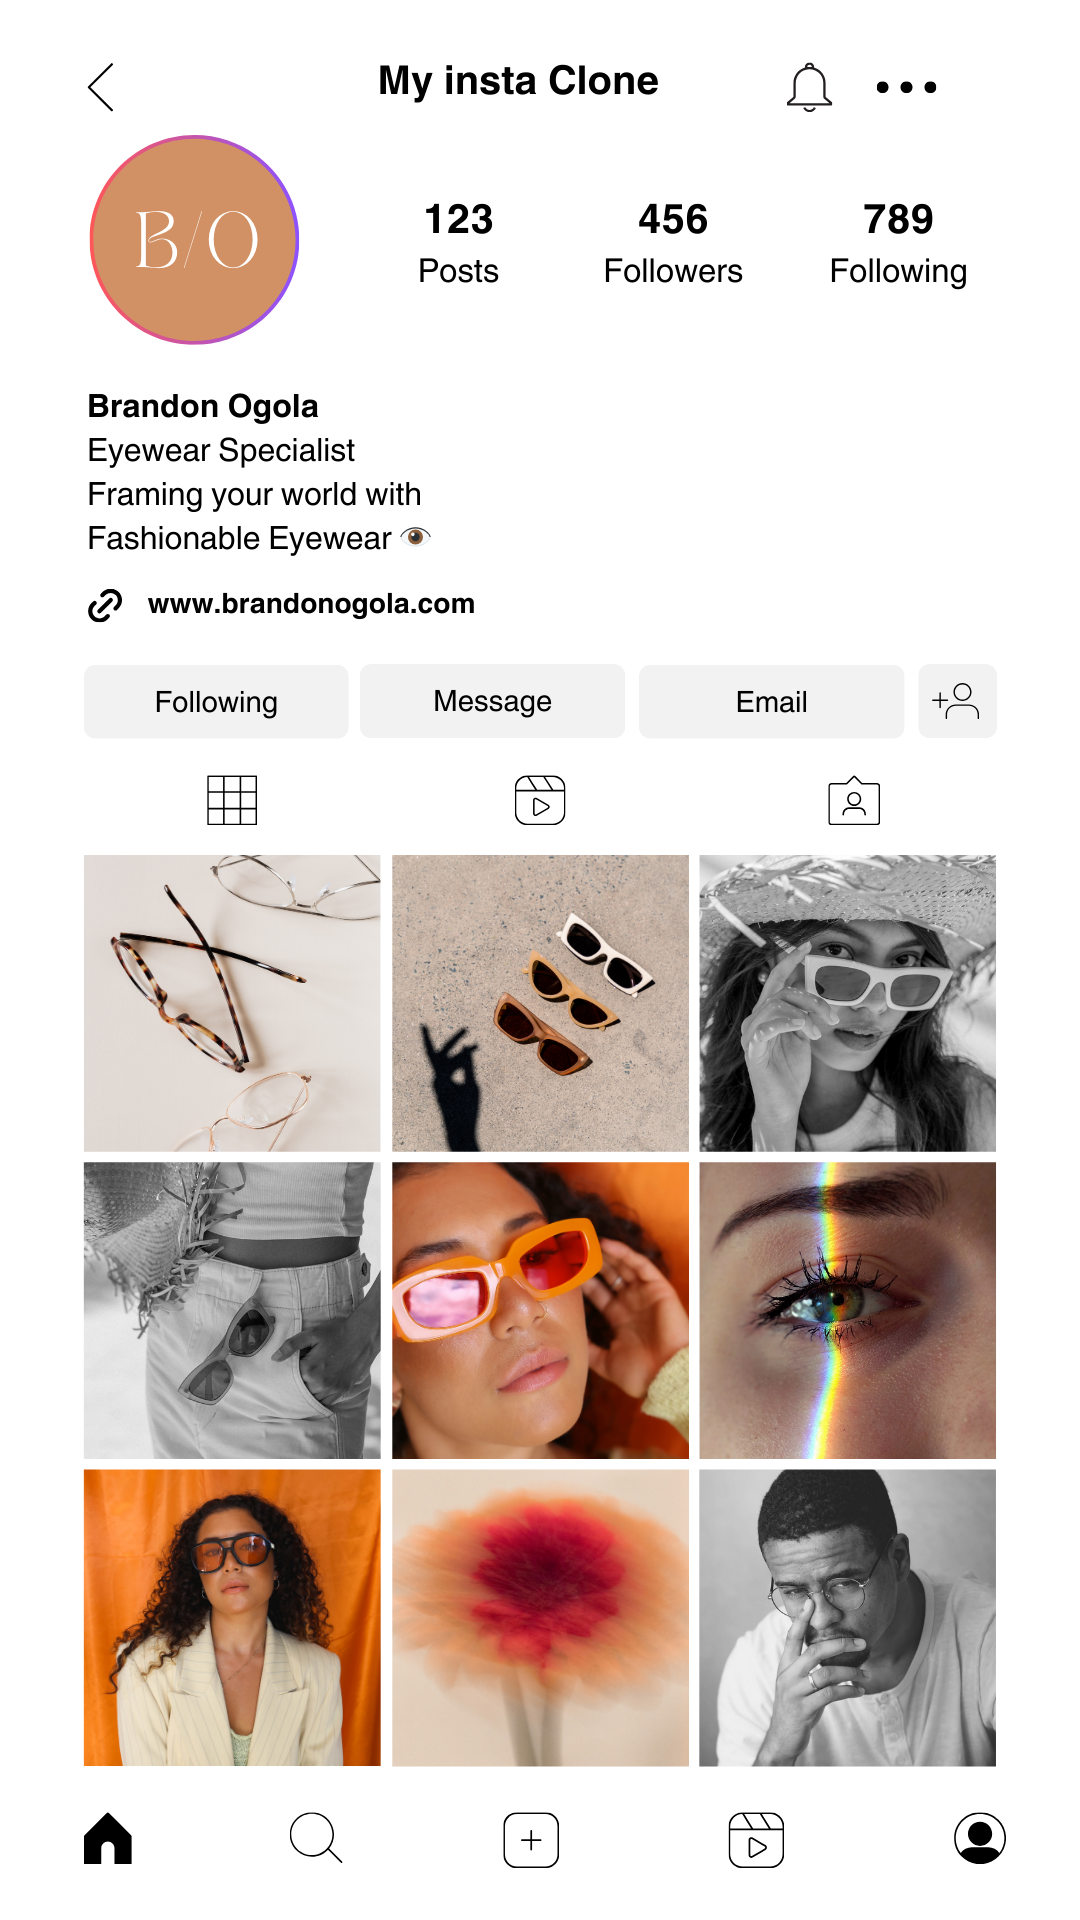 My insta Clone
B/O
123 456 789
Posts Followers Following
Brandon Ogola
Eyewear Specialist
Framing your world with
Fashionable Eyewear 👁️
www.brandonogola.com
Following Message Email